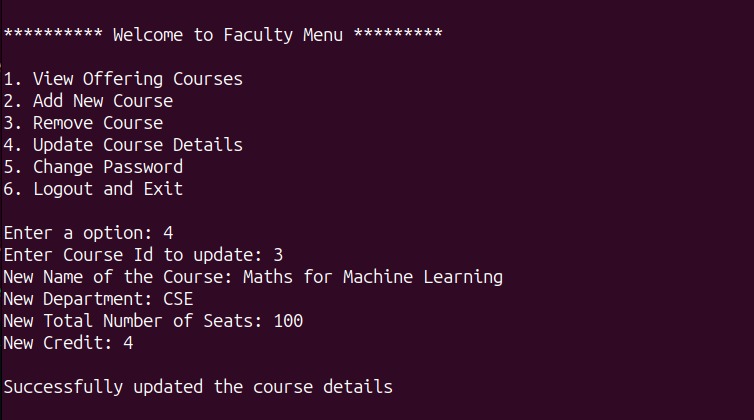 ********** Welcome to Faculty Menu *********
1. View Offering Courses
2. Add New Course
3. Remove Course
4. Update Course Details
5. Change Password
6. Logout and Exit
Enter a option: 4
Enter Course Id to update: 3
New Name of the Course: Maths for Machine Learning
New Department: CSE
New Total Number of Seats: 100
New Credit: 4
Successfully updated the course details